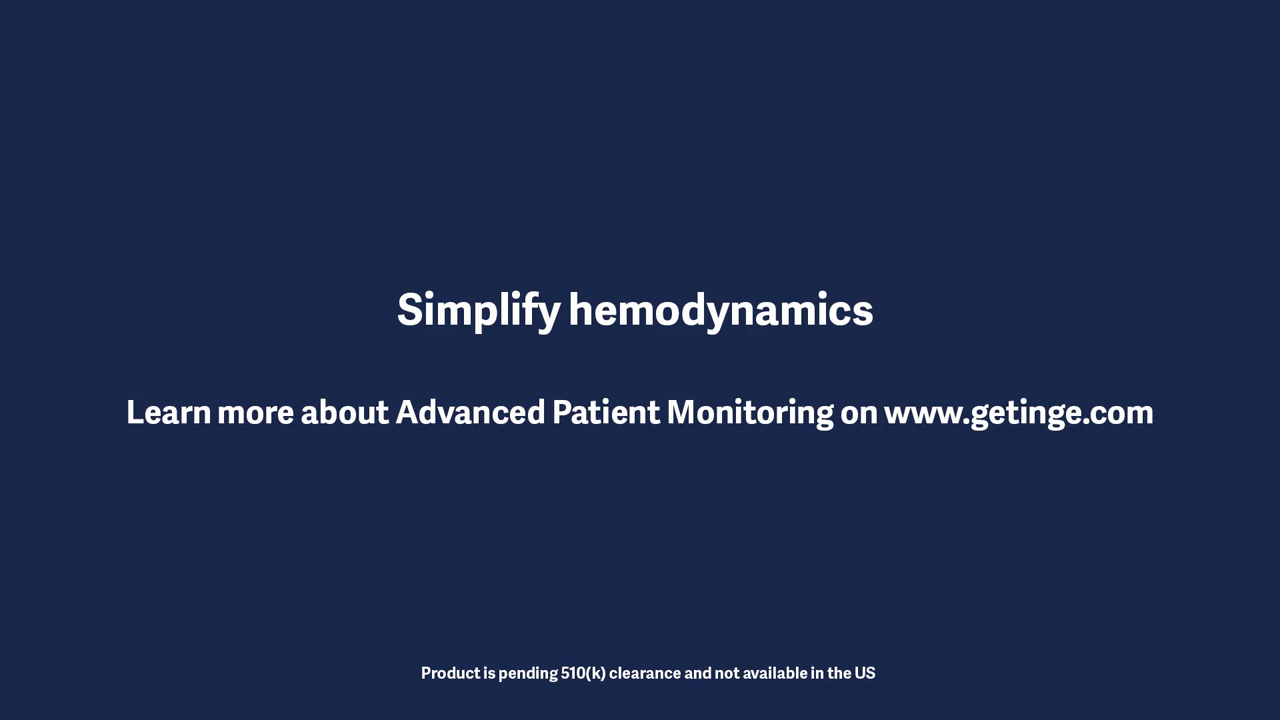 Simplify hemodynamics
Learn more about Advanced Patient Monitoring on www.getinge.com
Product is pending 510(k) clearance and not available in the US